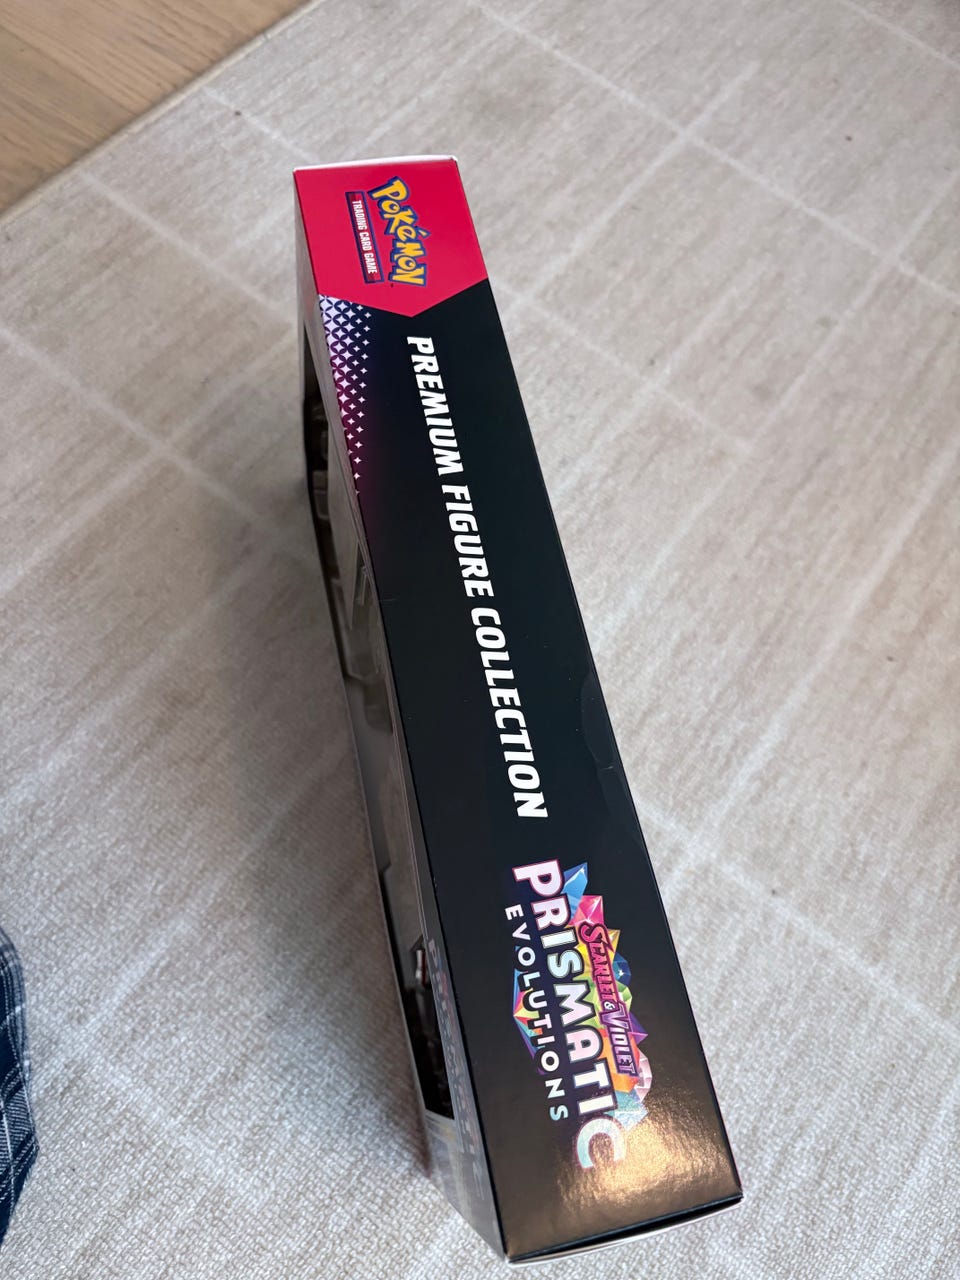 POKéMON
TRADING CARD GAME
PREMIUM FIGURE COLLECTION
SCARLET & VIOLET
PRISMATIC
EVOLUTIONS